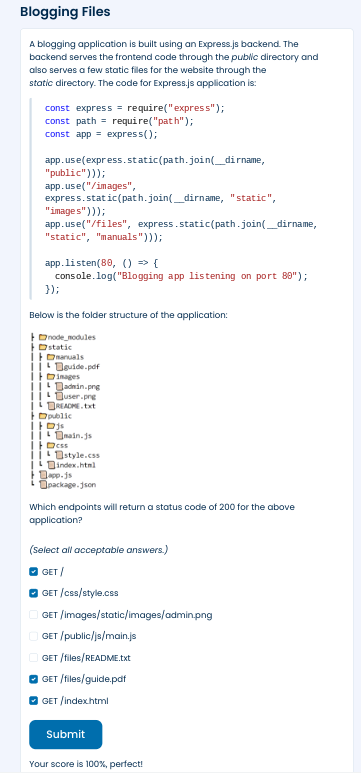 Blogging Files
A blogging application is built using an Express.js backend. The
backend serves the frontend code through the public directory and
also serves a few static files for the website through the
static directory. The code for Express.js application is:
const express = require("express");
const path = require("path");
const app = express();
app.use(express.static(path.join(__dirname,
"public")));
app.use("/images",
express.static(path.join(__dirname, "static",
"images")));
app.use("/files", express.static(path.join(__dirname,
"static", "manuals")));
app.listen(80, () => {
console.log("Blogging app listening on port 80");
});
Below is the folder structure of the application:
node_modules
static
manuals
guide.pdf
images
admin.png
user.png
README.txt
public
js
main.js
css
style.css
index.html
app.js
package.json
Which endpoints will return a status code of 200 for the above
application?
(Select all acceptable answers.)
GET /
GET /css/style.css
GET /images/static/images/admin.png
GET /public/js/main.js
GET /files/README.txt
GET /files/guide.pdf
GET /index.html
Submit
Your score is 100%, perfect!